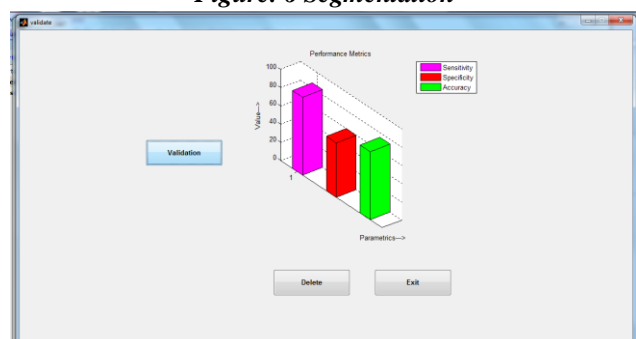 Figure. 6 Segmentation
validate
Performance Metrics
100
80
60
40
20
0
Value--->
1
Parametrics--->
Sensitivity
Specificity
Accuracy
Validation
Delete
Exit